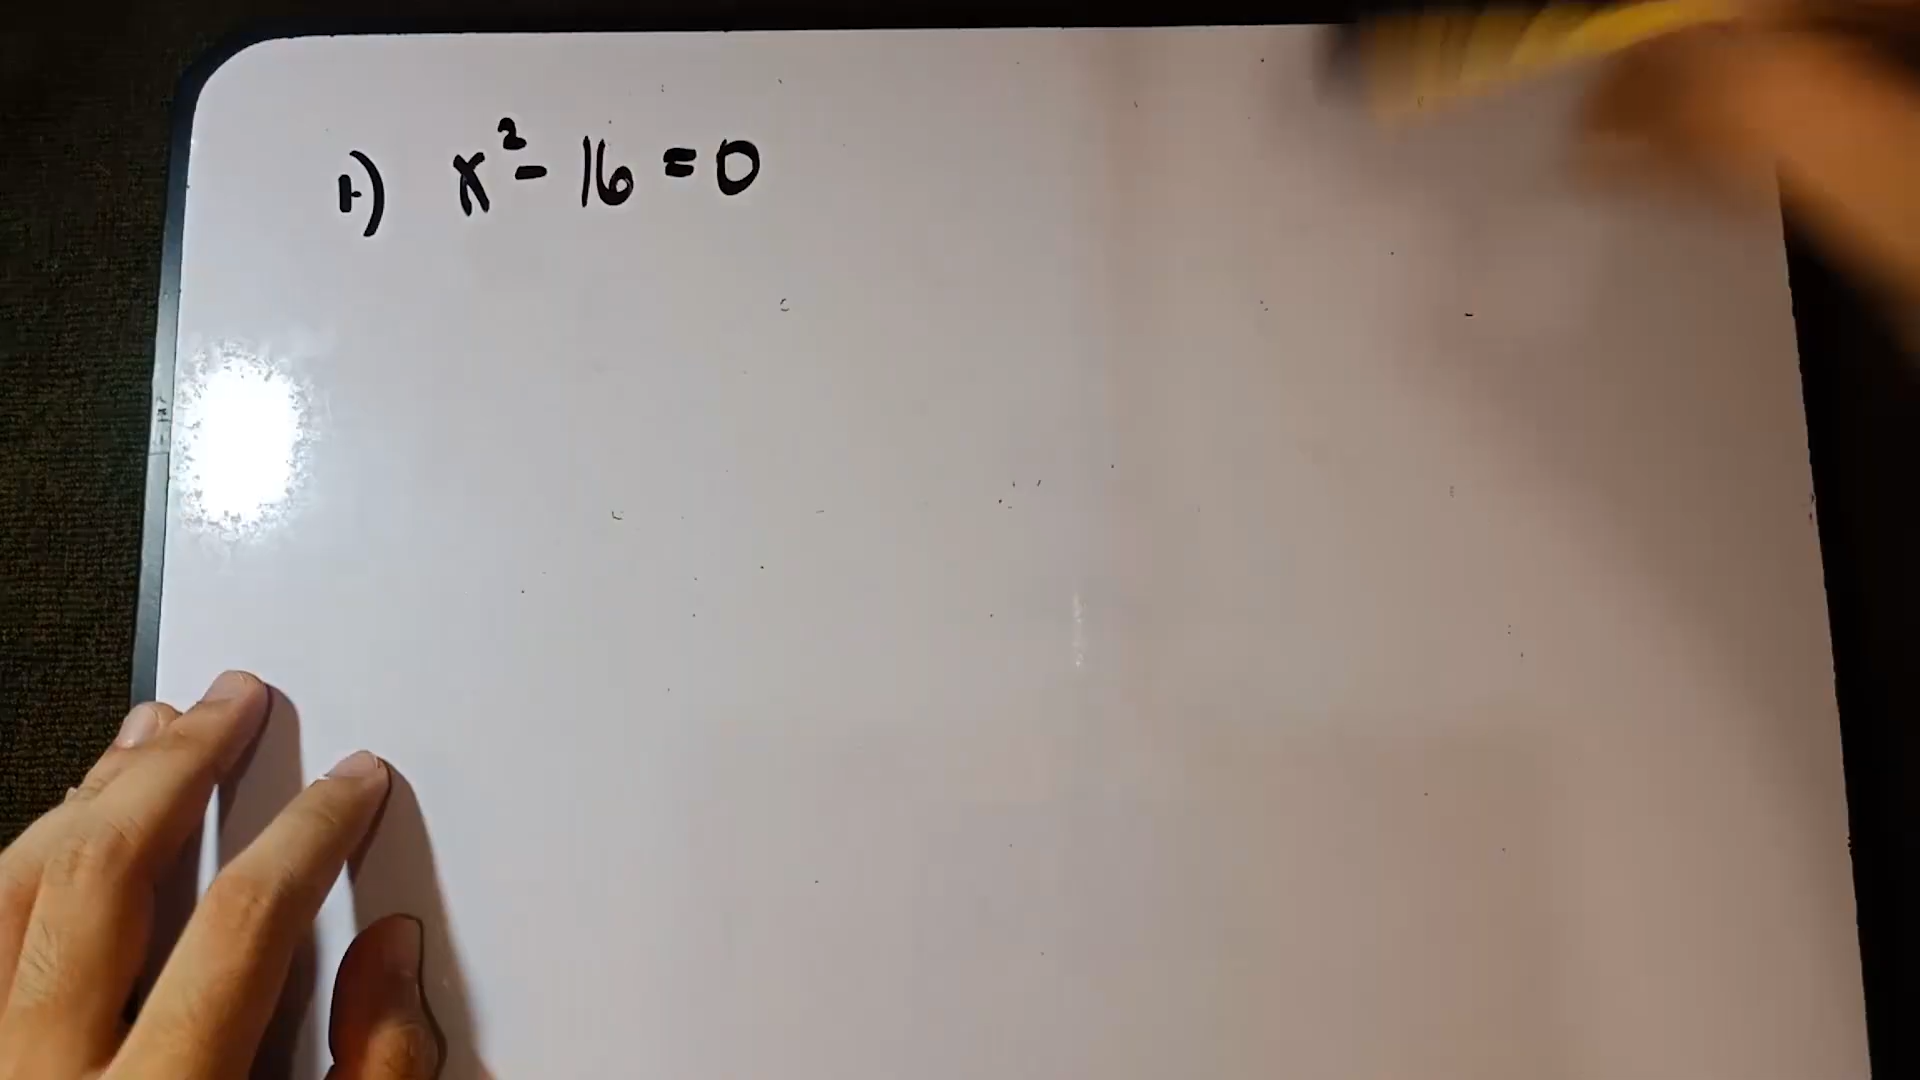 1.) x² - 16 = 0